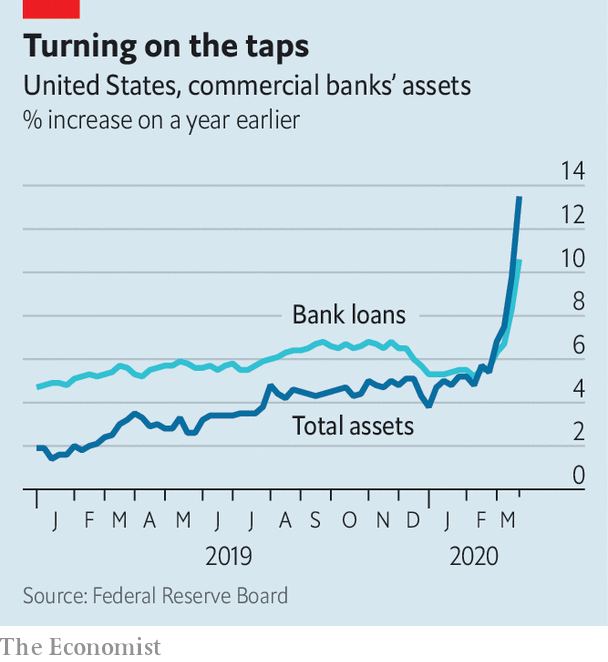 Turning on the taps
United States, commercial banks’ assets
% increase on a year earlier
14
12
10
8
Bank loans
6
4
Total assets
2
0
J F M A M J J A S O N D J F M
2019 2020
Source: Federal Reserve Board
The Economist